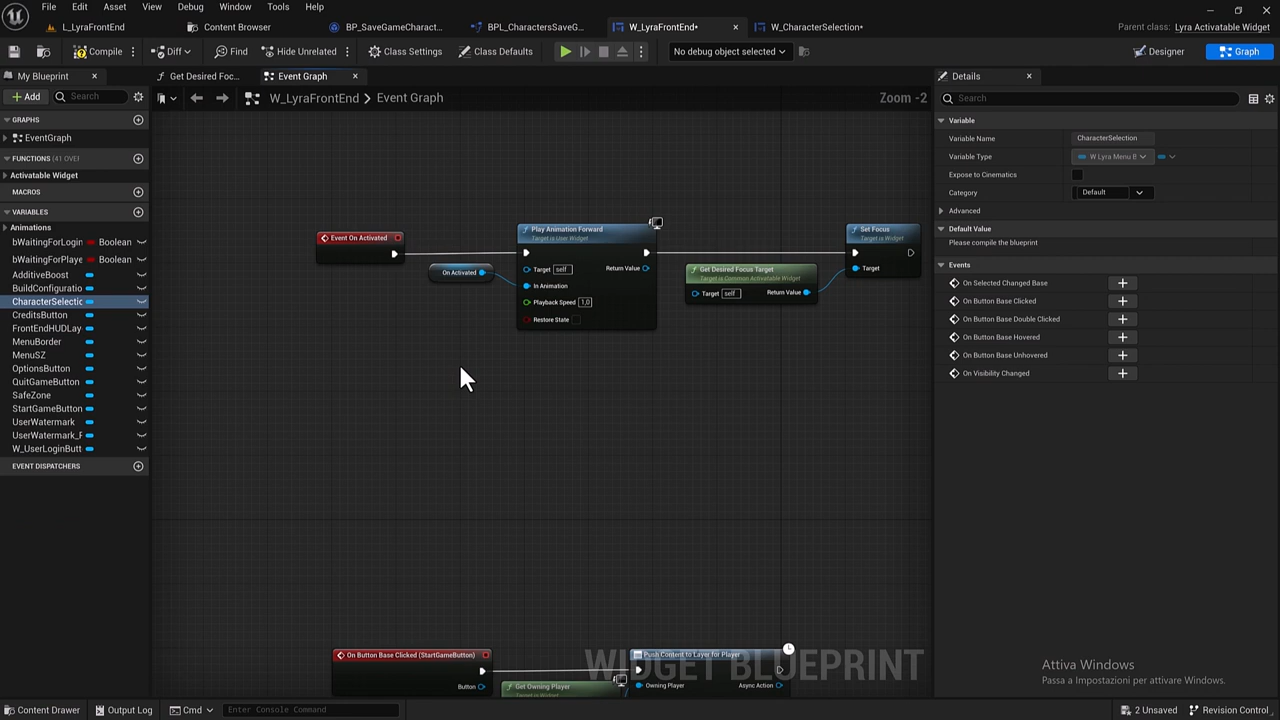 File Edit Asset View Debug Window Tools Help
L_LyraFrontEnd Content Browser BP_SaveGameCharact... BPL_CharactersSaveG... W_LyraFrontEnd• W_CharacterSelection• Parent class: Lyra Activatable Widget
Compile Diff Find Hide Unrelated Class Settings Class Defaults No debug object selected Designer Graph
My Blueprint Get Desired Foc... Event Graph Details
Add Search W_LyraFrontEnd > Event Graph Zoom -2 Search
GRAPHS
EventGraph
FUNCTIONS (41 OVE
Activatable Widget
MACROS
VARIABLES
Animations
bWaitingForLogin Boolean
bWaitingForPlaye Boolean
AdditiveBoost
BuildConfiguratio
CharacterSelectic
CreditsButton
FrontEndHUDLay
MenuBorder
MenuSZ
OptionsButton
QuitGameButton
SafeZone
StartGameButton
UserWatermark
UserWatermark_F
W_UserLoginButt
EVENT DISPATCHERS
Event On Activated
On Activated
Play Animation Forward
Target is User Widget
Target self Return Value
In Animation
Playback Speed 1,0
Restore State
Get Desired Focus Target
Target is Common Activatable Widget
Target self Return Value
Set Focus
Target is Widget
Target
On Button Base Clicked (StartGameButton)
Button
Get Owning Player
Target is Widget
Push Content to Layer for Player
Owning Player Async Action
WIDGET BLUEPRINT
Variable
Variable Name CharacterSelection
Variable Type W Lyra Menu B
Expose to Cinematics
Category Default
Advanced
Default Value
Please compile the blueprint
Events
On Selected Changed Base
On Button Base Clicked
On Button Base Double Clicked
On Button Base Hovered
On Button Base Unhovered
On Visibility Changed
Attiva Windows
Passa a Impostazioni per attivare Windows.
Content Drawer Output Log Cmd Enter Console Command 2 Unsaved Revision Control